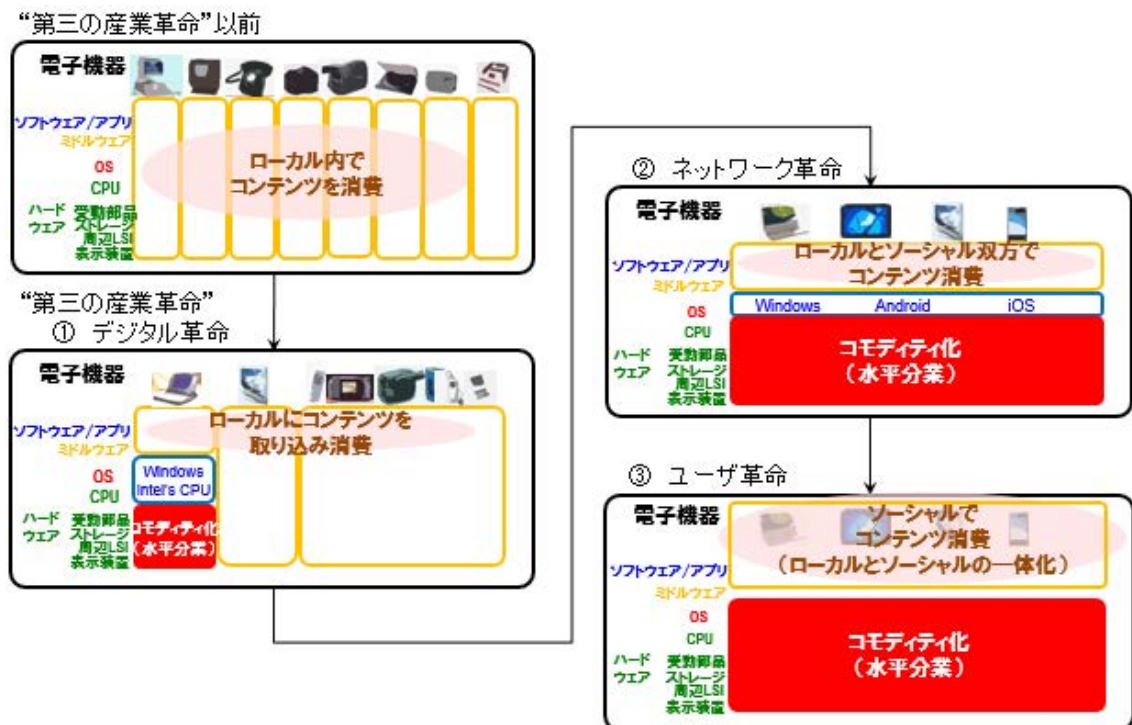 “第三の産業革命”以前
電子機器
ソフトウェア/アプリ
ミドルウェア
OS
CPU
ハード
ウェア
受動部品
ストレージ
周辺LSI
表示装置
ローカル内で
コンテンツを消費
“第三の産業革命”
① デジタル革命
電子機器
ソフトウェア/アプリ
ミドルウェア
OS
CPU
ハード
ウェア
受動部品
ストレージ
周辺LSI
表示装置
ローカルにコンテンツを
取り込み消費
Windows
Intel's CPU
コモディティ化
(水平分業)
② ネットワーク革命
電子機器
ソフトウェア/アプリ
ミドルウェア
OS
CPU
ハード
ウェア
受動部品
ストレージ
周辺LSI
表示装置
ローカルとソーシャル双方で
コンテンツ消費
Windows Android iOS
コモディティ化
(水平分業)
③ ユーザ革命
電子機器
ソフトウェア/アプリ
ミドルウェア
OS
CPU
ハード
ウェア
受動部品
ストレージ
周辺LSI
表示装置
ソーシャルで
コンテンツ消費
(ローカルとソーシャルの一体化)
コモディティ化
(水平分業)